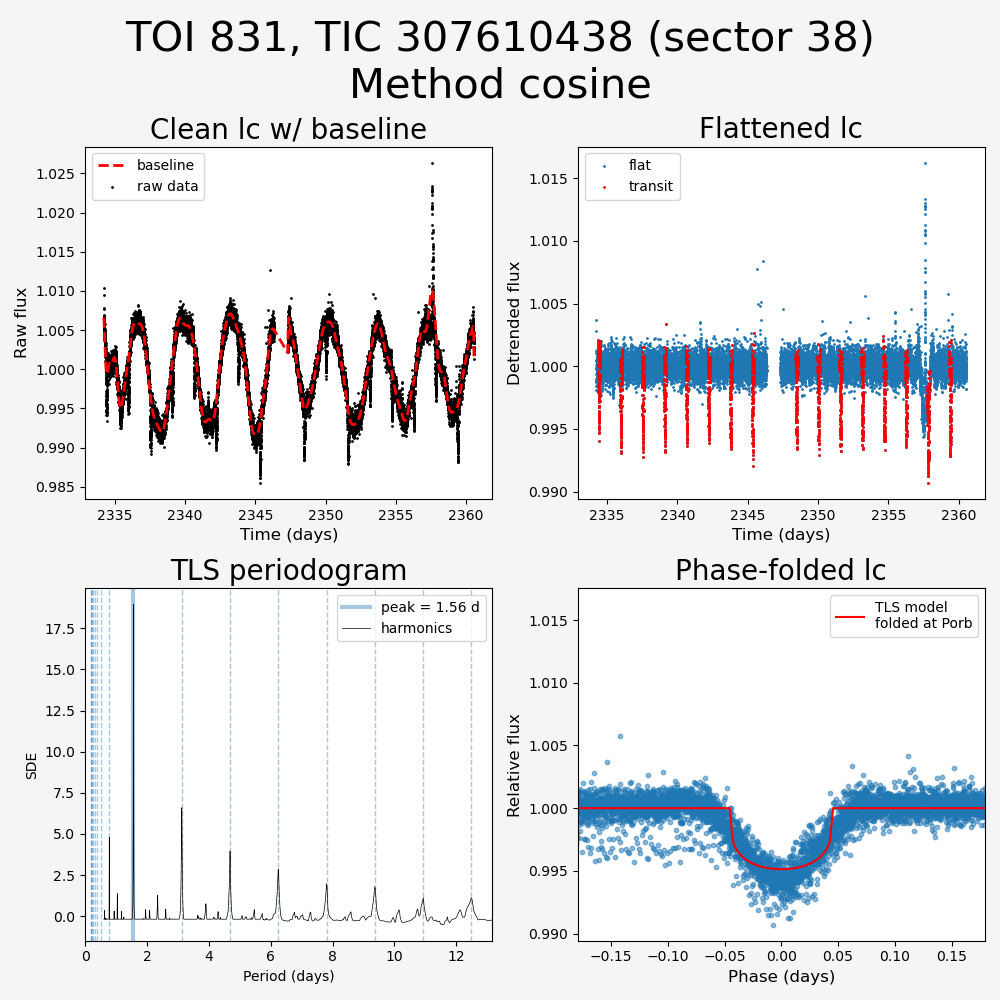 TOI 831, TIC 307610438 (sector 38)
Method cosine
Clean lc w/ baseline
baseline
raw data
Raw flux
1.025
1.020
1.015
1.010
1.005
1.000
0.995
0.990
0.985
2335
2340
2345
2350
2355
2360
Time (days)
Flattened lc
flat
transit
Detrended flux
1.015
1.010
1.005
1.000
0.995
0.990
2335
2340
2345
2350
2355
2360
Time (days)
TLS periodogram
peak = 1.56 d
harmonics
SDE
17.5
15.0
12.5
10.0
7.5
5.0
2.5
0.0
0
2
4
6
8
10
12
Period (days)
Phase-folded lc
TLS model
folded at Porb
Relative flux
1.015
1.010
1.005
1.000
0.995
0.990
−0.15
−0.10
−0.05
0.00
0.05
0.10
0.15
Phase (days)